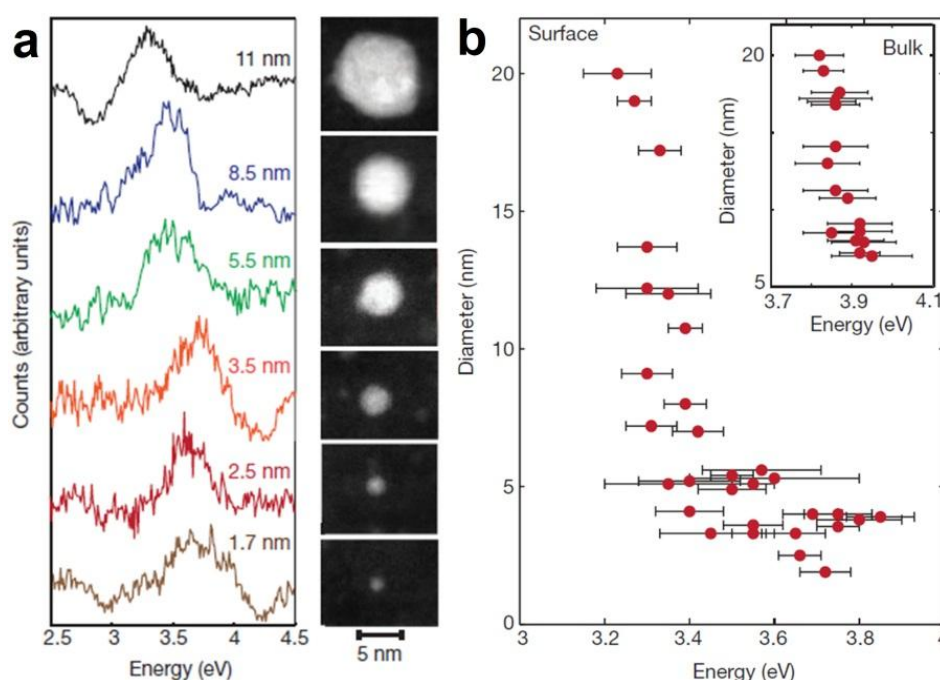 a
11 nm
8.5 nm
5.5 nm
3.5 nm
2.5 nm
1.7 nm
Counts (arbitrary units)
2.5 3 3.5 4 4.5
Energy (eV)
5 nm
b
Surface
20
15
10
5
0
Diameter (nm)
3 3.2 3.4 3.6 3.8 4
Energy (eV)
Bulk
20
5
Diameter (nm)
3.7 3.9 4.1
Energy (eV)